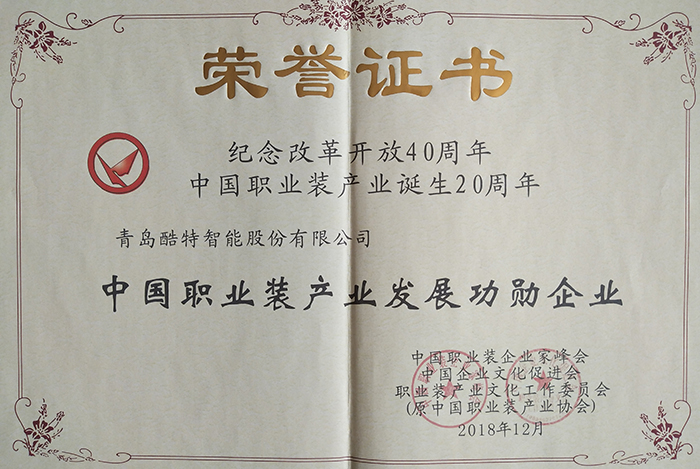 荣誉证书
纪念改革开放40周年
中国职业装产业诞生20周年
青岛酷特智能股份有限公司
中国职业装产业发展功勋企业
中国职业装企业家峰会
中国企业文化促进会
职业装产业文化工作委员会
(原中国职业装产业协会)
2018年12月